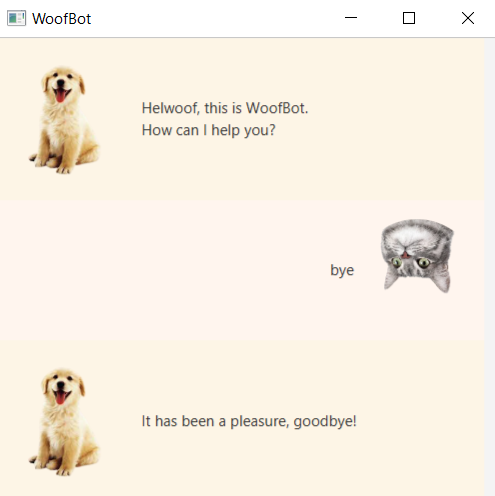 WoofBot
Helwoof, this is WoofBot.
How can I help you?
bye
It has been a pleasure, goodbye!